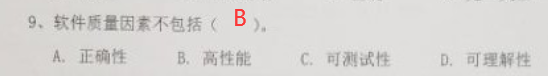 9、软件质量因素不包括（ B ）。
A. 正确性 B. 高性能 C. 可测试性 D. 可理解性